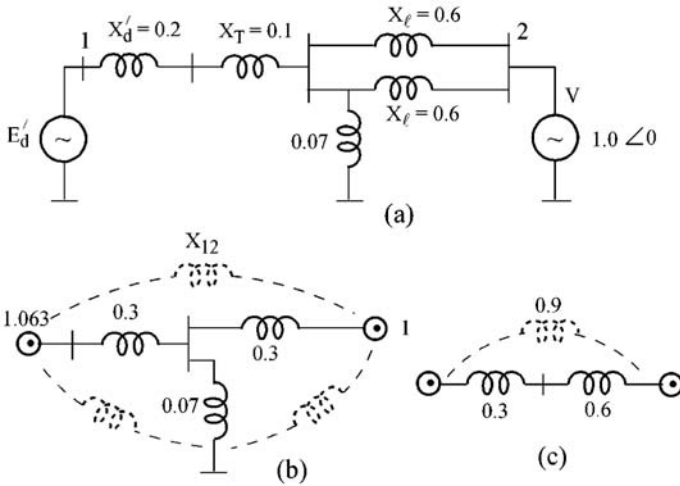 X′d = 0.2
XT = 0.1
Xℓ = 0.6
1
2
Xℓ = 0.6
V
E′d
~
0.07
~
1.0 ∠0
(a)
X12
1.063
0.3
0.3
1
0.07
(b)
0.9
0.3
0.6
(c)